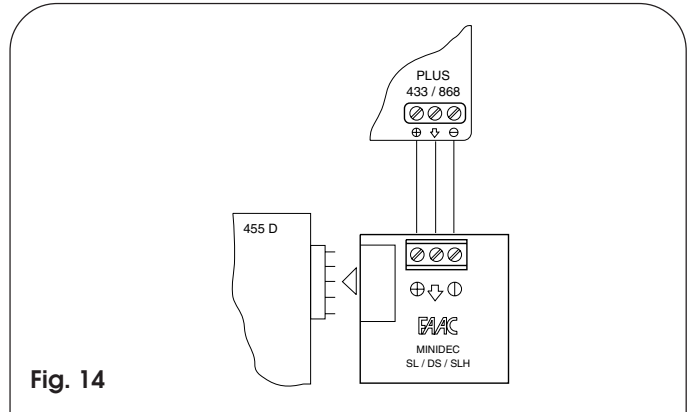 PLUS
433 / 868
455 D
FAAC
MINIDEC
SL / DS / SLH
Fig. 14